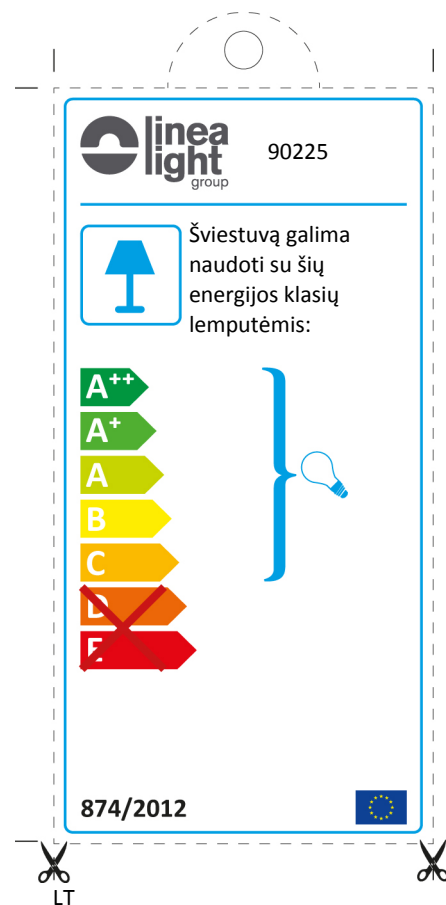 linea
light
group
90225
Šviestuvą galima
naudoti su šių
energijos klasių
lemputėmis:
A++
A+
A
B
C
D
E
874/2012
LT